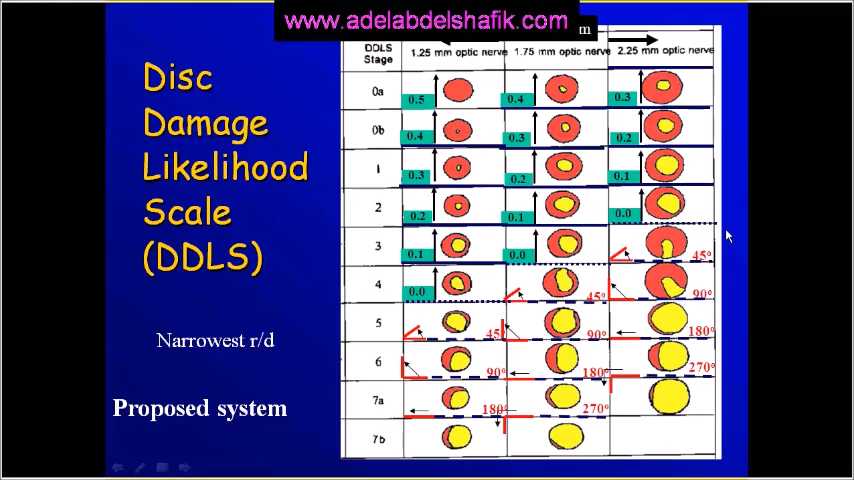 www.adelabdelshafik.com
m
Disc
Damage
Likelihood
Scale
(DDLS)
Narrowest r/d
Proposed system
DDLS
Stage
1.25 mm optic nerve 1.75 mm optic nerve 2.25 mm optic nerve
0a 0.5 0.4 0.3
0b 0.4 0.3 0.2
1 0.3 0.2 0.1
2 0.2 0.1 0.0
3 0.1 0.0 45°
4 0.0 45° 90°
5 45° 90° 180°
6 90° 180° 270°
7a 180° 270°
7b